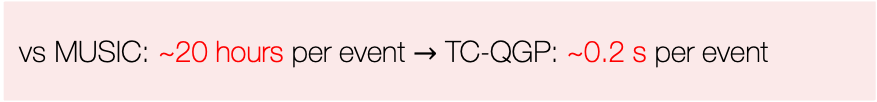 vs MUSIC: ~20 hours per event → TC-QGP: ~0.2 s per event